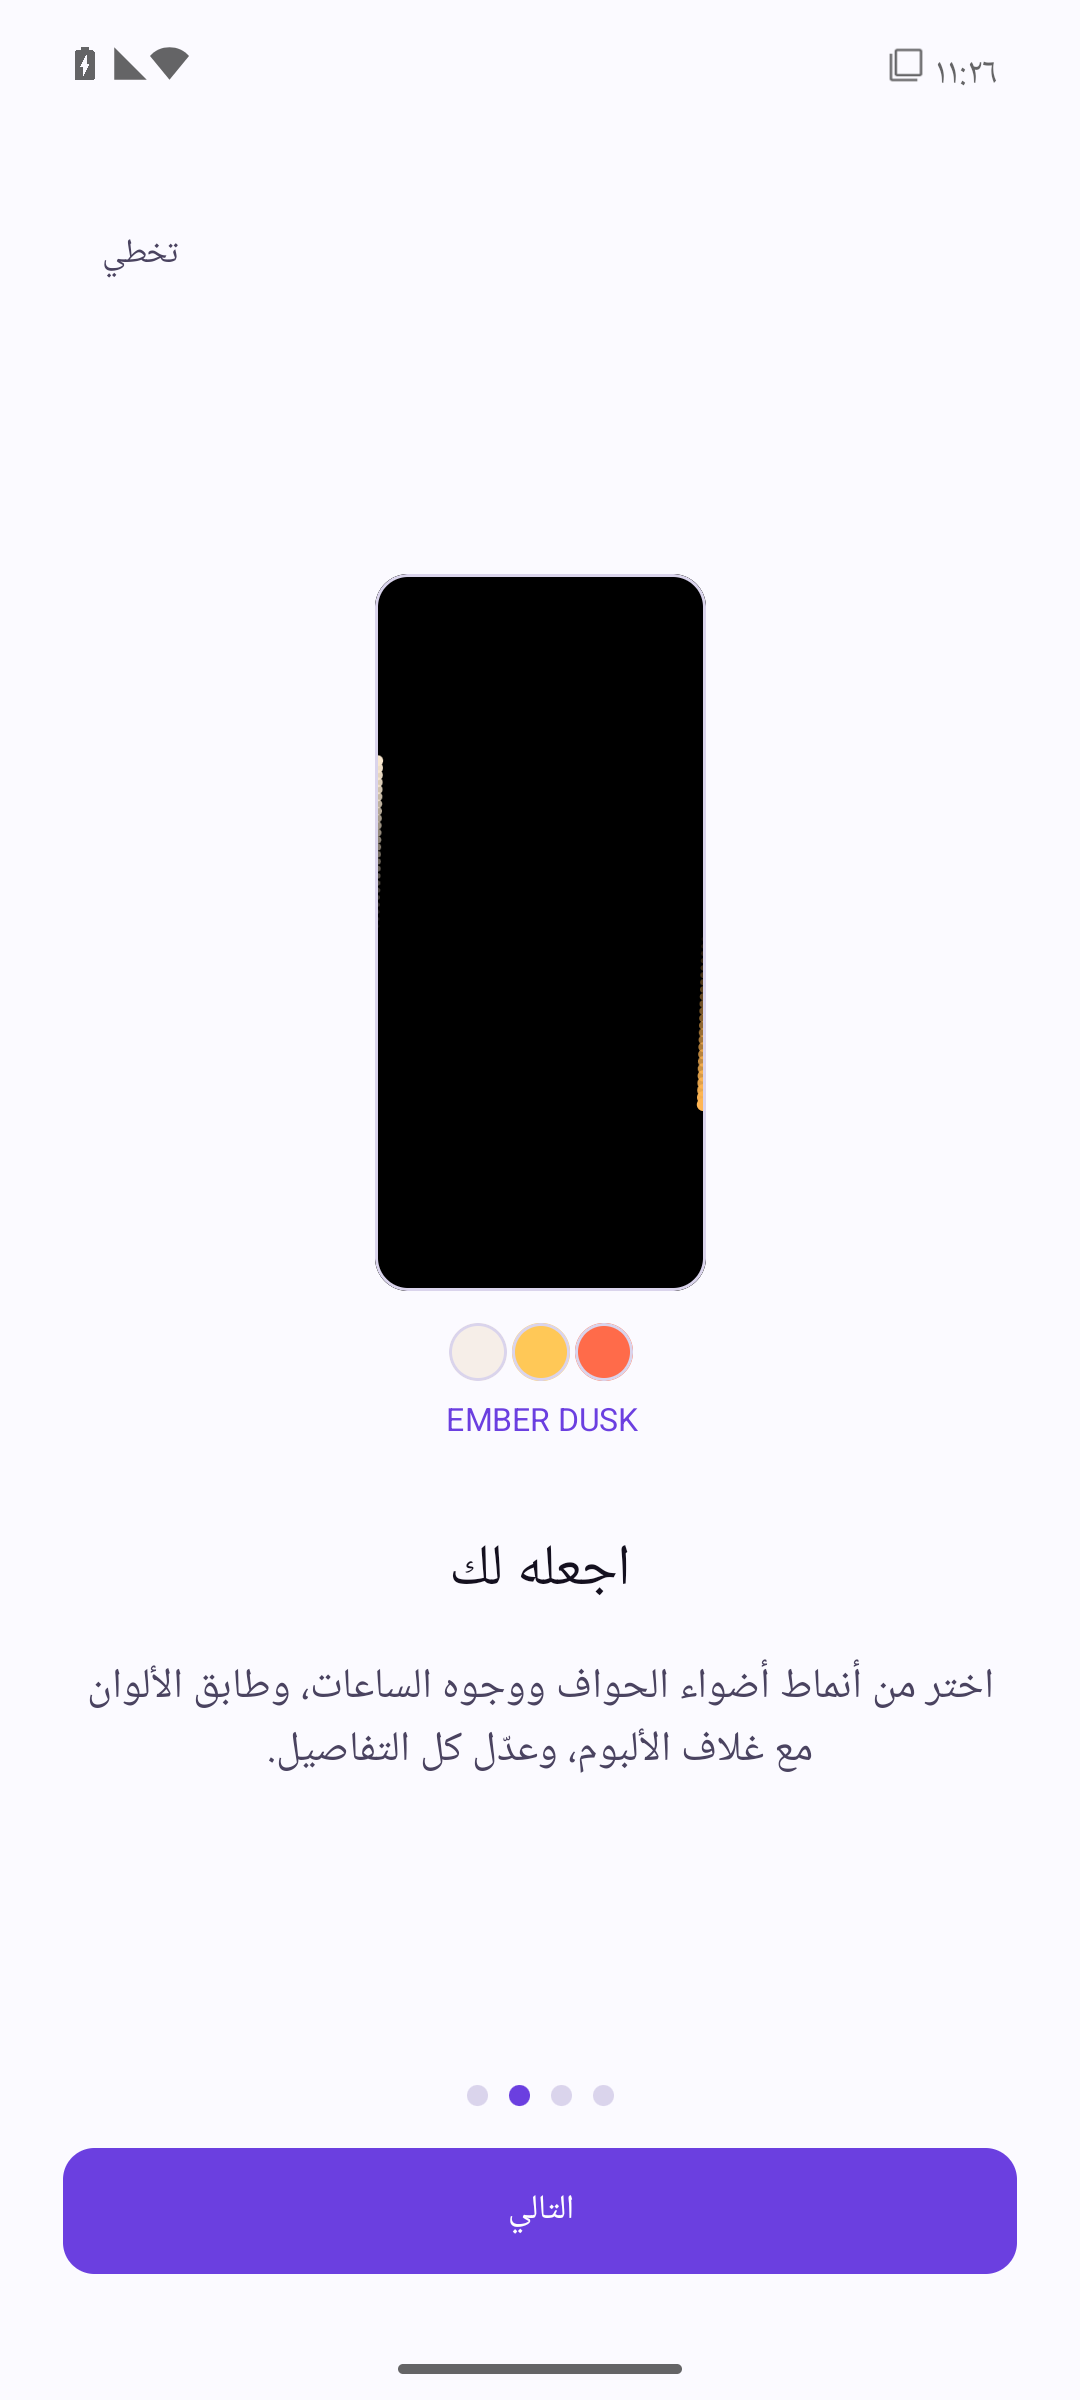 ١١:٢٦
تخطي
EMBER DUSK
اجعله لك
اختر من أنماط أضواء الحواف ووجوه الساعات، وطابق الألوان
مع غلاف الألبوم، وعدّل كل التفاصيل.
التالي